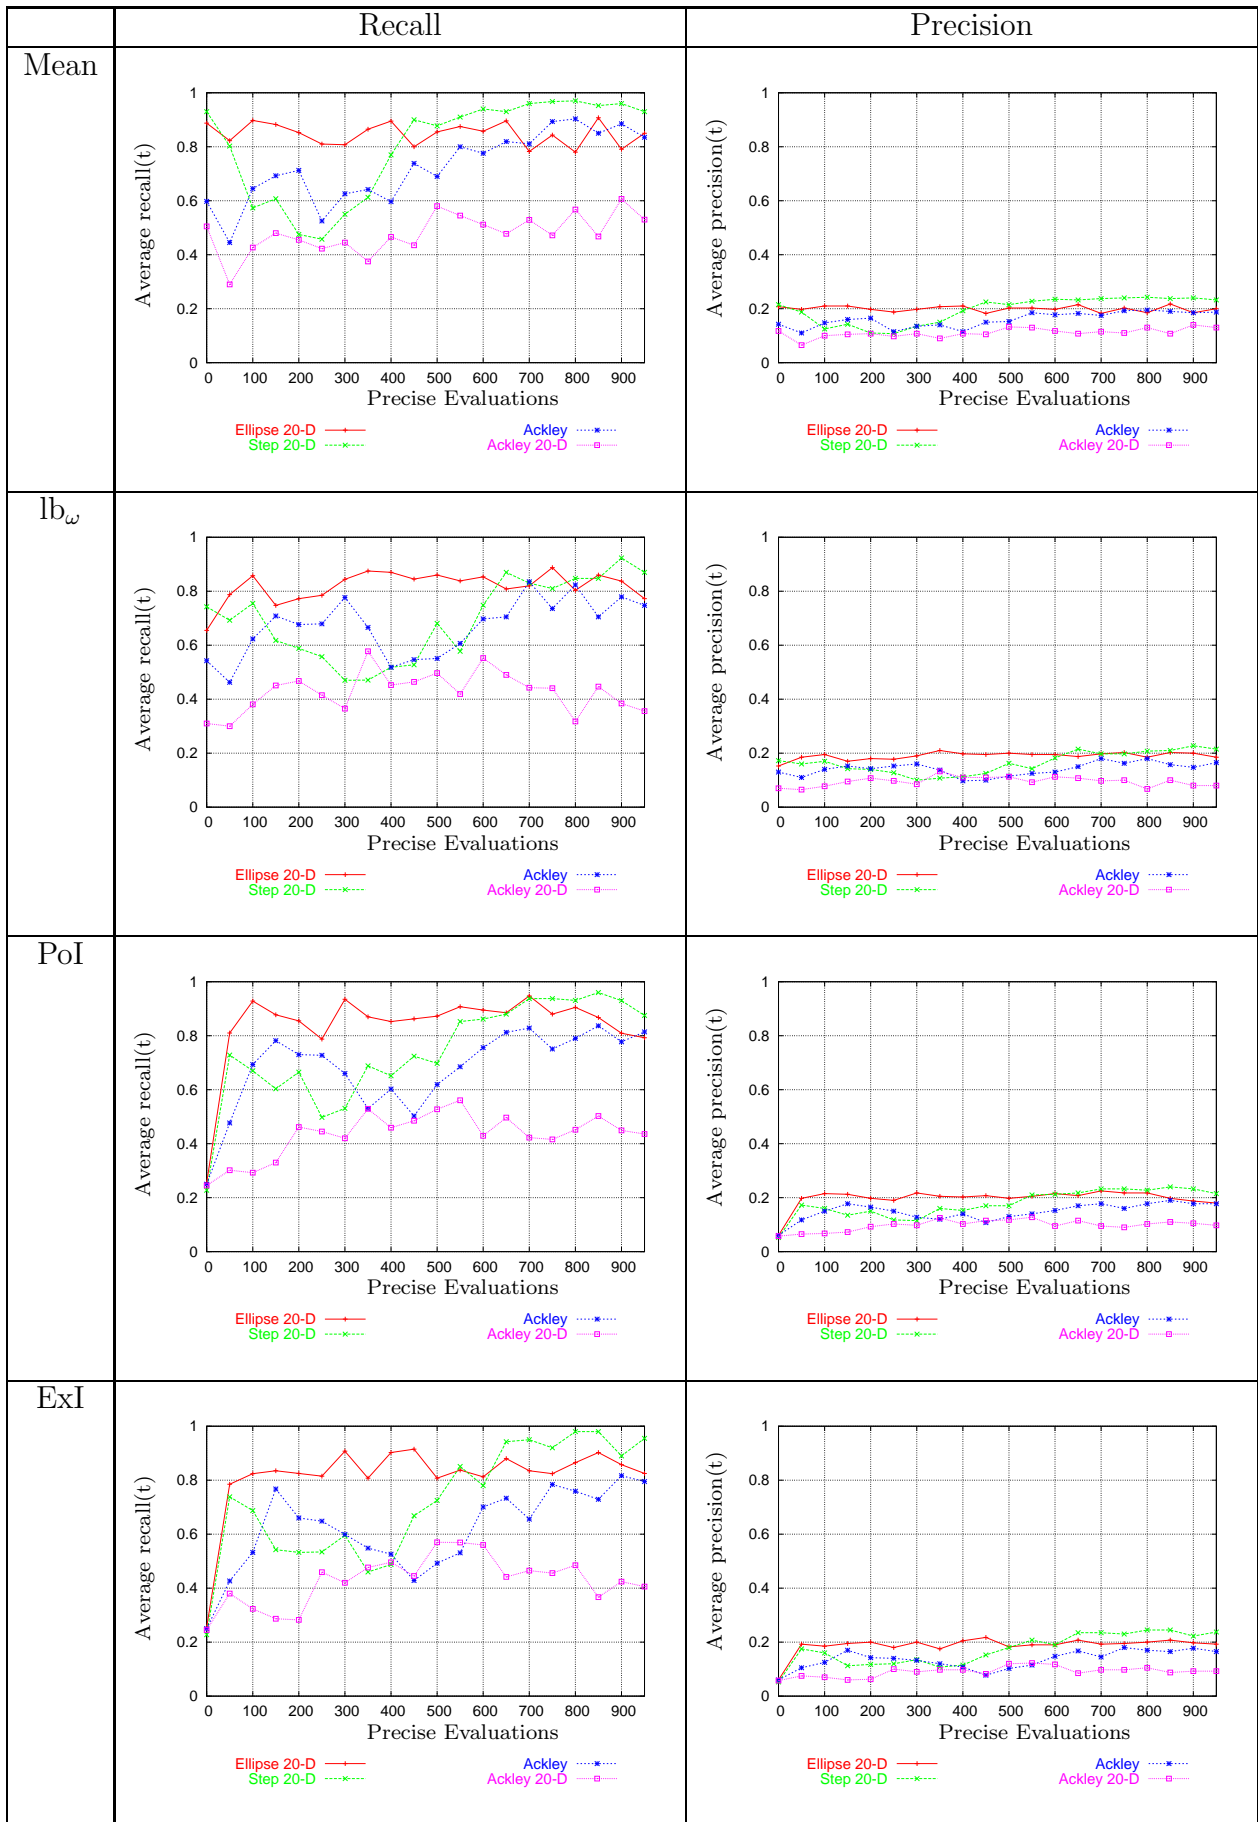 Recall Precision
Mean
1
0.8
0.6
0.4
0.2
0
0 100 200 300 400 500 600 700 800 900
Average recall(t)
Precise Evaluations
Ellipse 20-D
Step 20-D
Ackley
Ackley 20-D
1
0.8
0.6
0.4
0.2
0
0 100 200 300 400 500 600 700 800 900
Average precision(t)
Precise Evaluations
Ellipse 20-D
Step 20-D
Ackley
Ackley 20-D
lbω
1
0.8
0.6
0.4
0.2
0
0 100 200 300 400 500 600 700 800 900
Average recall(t)
Precise Evaluations
Ellipse 20-D
Step 20-D
Ackley
Ackley 20-D
1
0.8
0.6
0.4
0.2
0
0 100 200 300 400 500 600 700 800 900
Average precision(t)
Precise Evaluations
Ellipse 20-D
Step 20-D
Ackley
Ackley 20-D
PoI
1
0.8
0.6
0.4
0.2
0
0 100 200 300 400 500 600 700 800 900
Average recall(t)
Precise Evaluations
Ellipse 20-D
Step 20-D
Ackley
Ackley 20-D
1
0.8
0.6
0.4
0.2
0
0 100 200 300 400 500 600 700 800 900
Average precision(t)
Precise Evaluations
Ellipse 20-D
Step 20-D
Ackley
Ackley 20-D
ExI
1
0.8
0.6
0.4
0.2
0
0 100 200 300 400 500 600 700 800 900
Average recall(t)
Precise Evaluations
Ellipse 20-D
Step 20-D
Ackley
Ackley 20-D
1
0.8
0.6
0.4
0.2
0
0 100 200 300 400 500 600 700 800 900
Average precision(t)
Precise Evaluations
Ellipse 20-D
Step 20-D
Ackley
Ackley 20-D